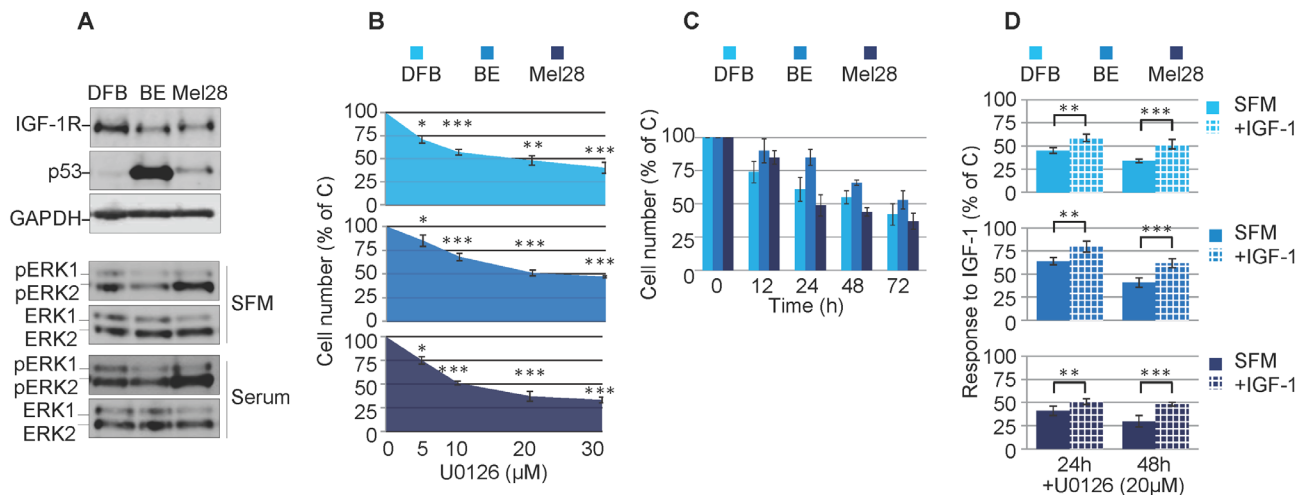 A
DFB BE Mel28
IGF-1R
p53
GAPDH
pERK1
pERK2
ERK1
ERK2
SFM
pERK1
pERK2
ERK1
ERK2
Serum
B
DFB BE Mel28
Cell number (% of C)
100
75
50
25
0
* *** ** ***
100
75
50
25
0
* *** *** ***
100
75
50
25
0
* *** *** ***
0 5 10 20 30
U0126 (µM)
C
DFB BE Mel28
Cell number (% of C)
100
75
50
25
0
0 12 24 48 72
Time (h)
D
DFB BE Mel28
Response to IGF-1 (% of C)
100
75
50
25
0
** ***
SFM
+IGF-1
100
75
50
25
0
** ***
SFM
+IGF-1
100
75
50
25
0
** ***
SFM
+IGF-1
24h 48h
+U0126 (20µM)